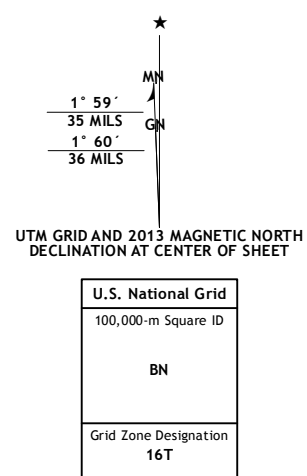 MN
1° 59´
35 MILS
GN
1° 60´
36 MILS
UTM GRID AND 2013 MAGNETIC NORTH
DECLINATION AT CENTER OF SHEET
U.S. National Grid
100,000-m Square ID
BN
Grid Zone Designation
16T